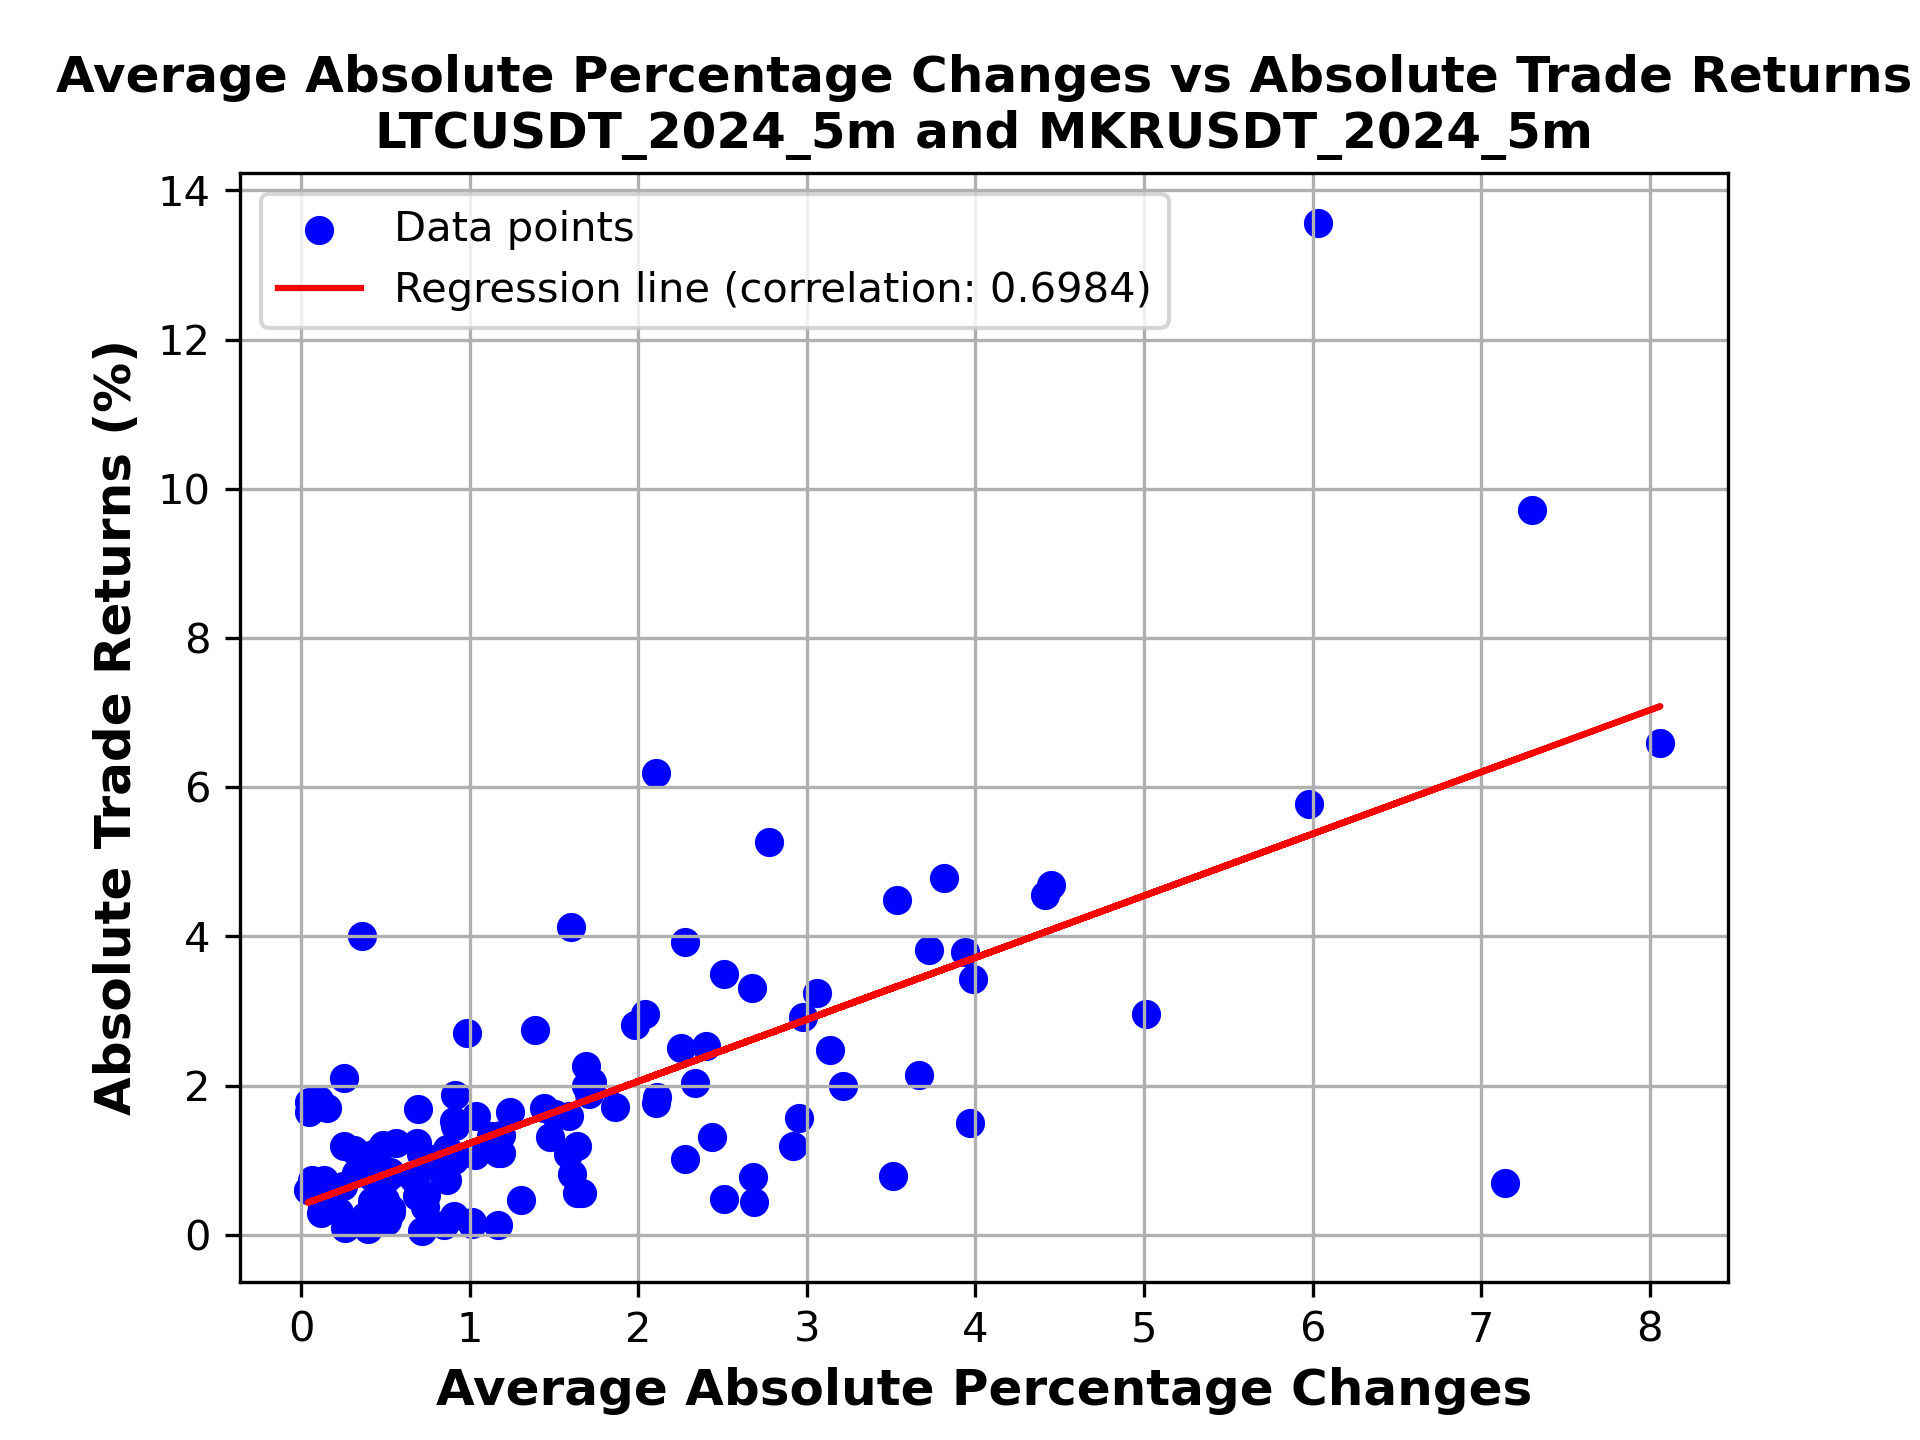 Average Absolute Percentage Changes vs Absolute Trade Returns
LTCUSDT_2024_5m and MKRUSDT_2024_5m
Data points
Regression line (correlation: 0.6984)
Absolute Trade Returns (%)
14
12
10
8
6
4
2
0
0 1 2 3 4 5 6 7 8
Average Absolute Percentage Changes